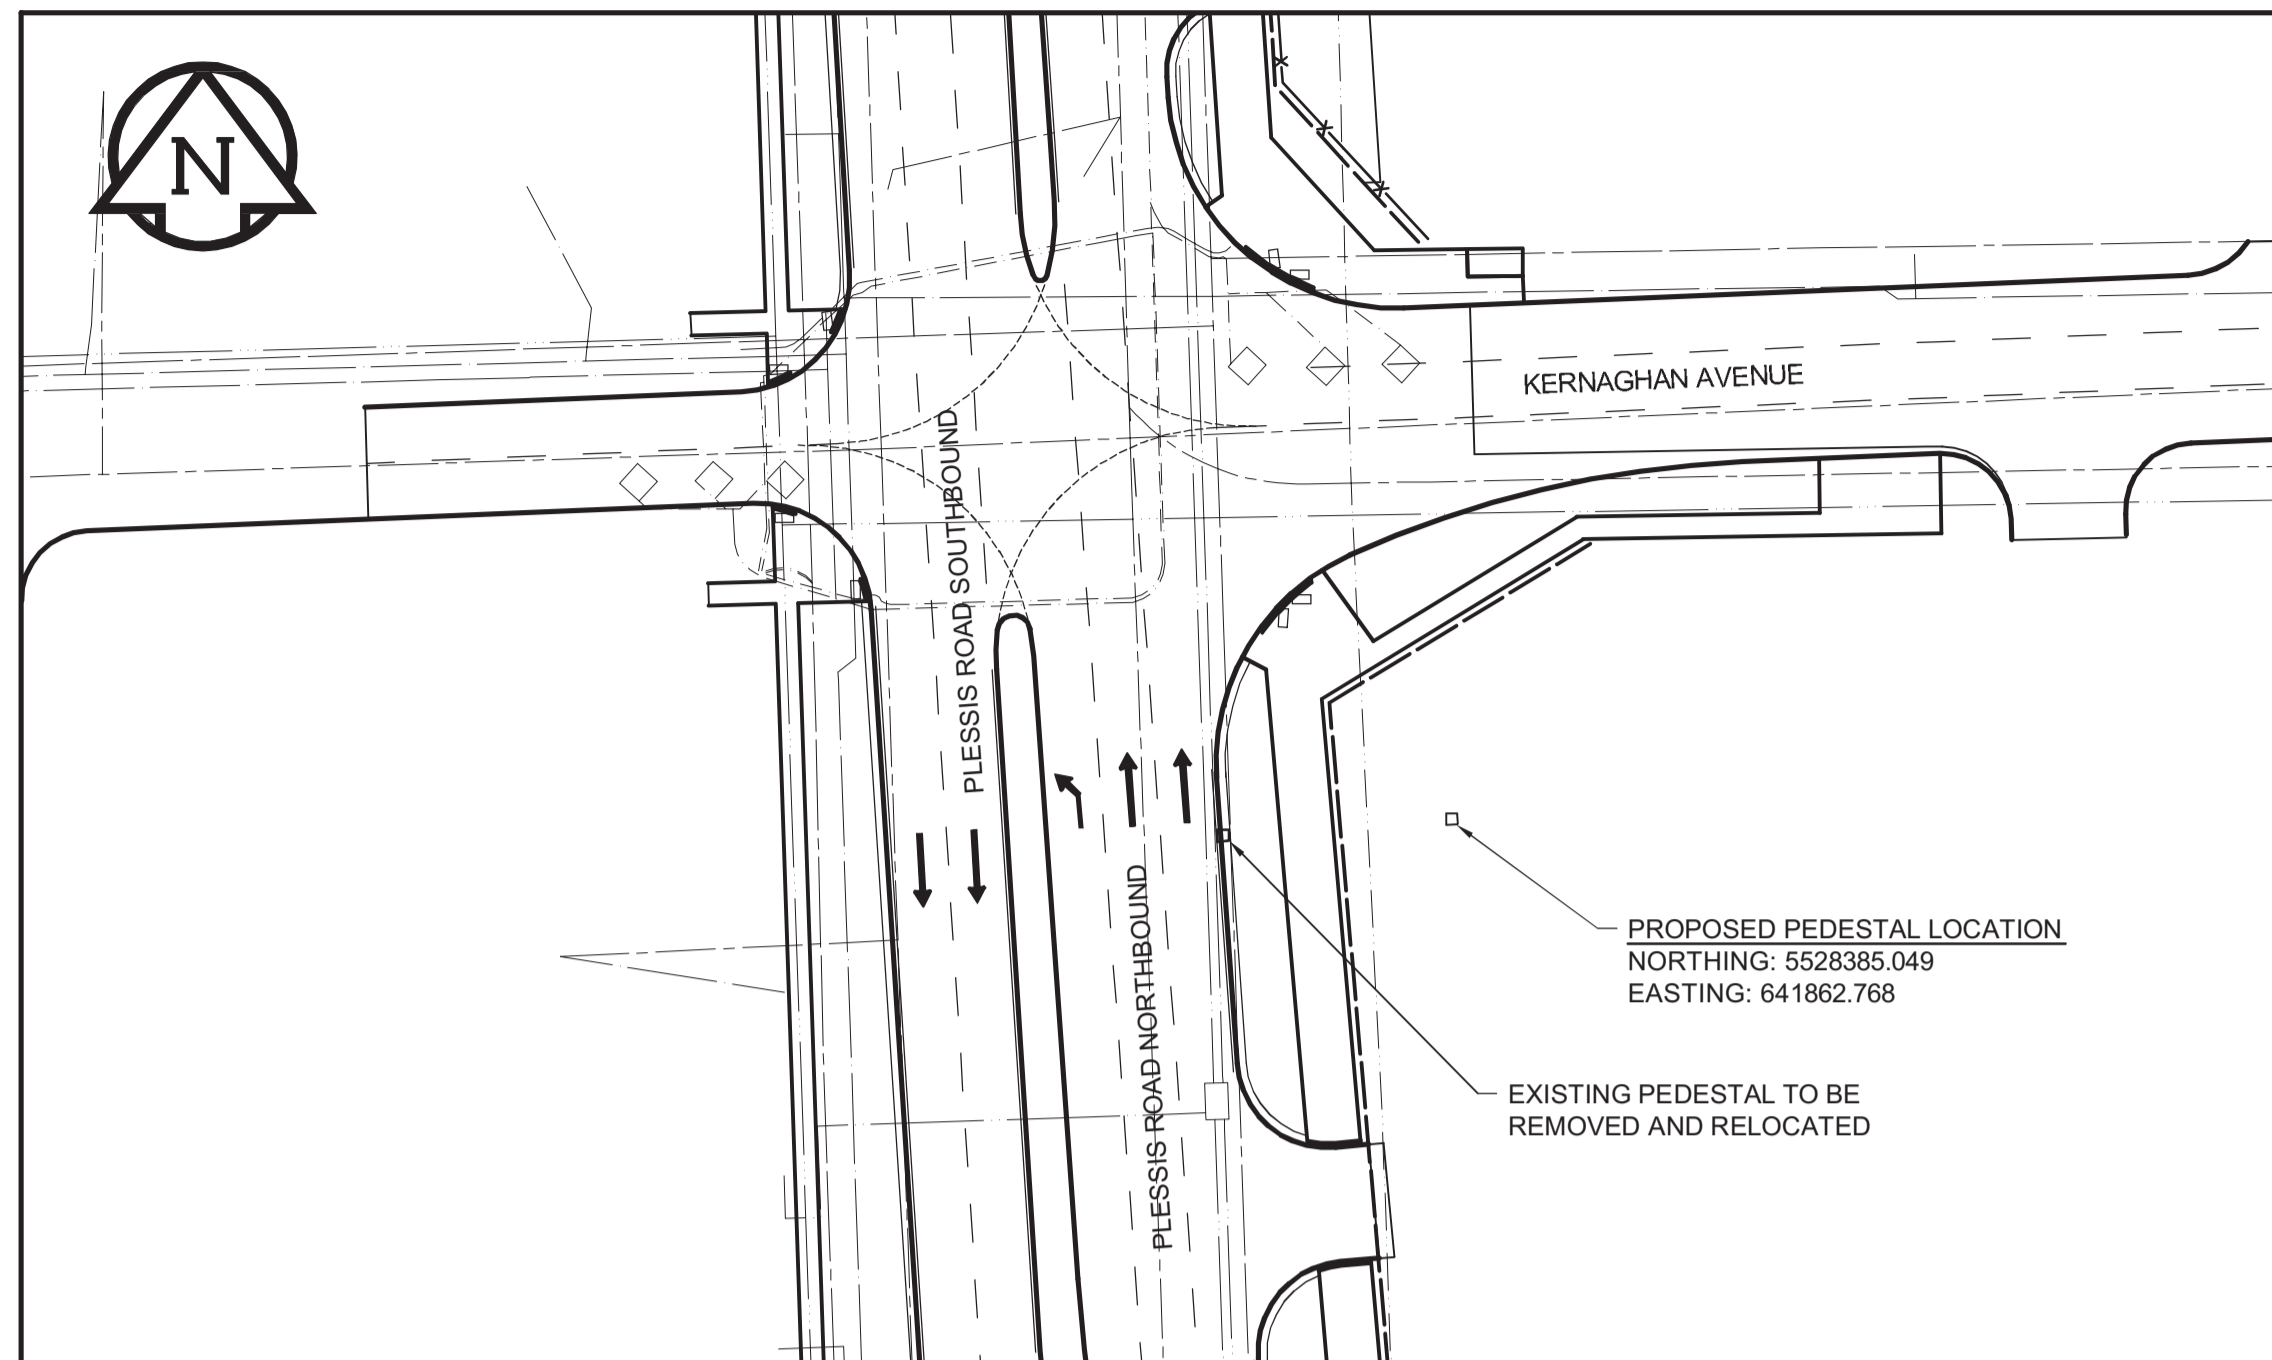 N
KERNAGHAN AVENUE
PLESSIS ROAD SOUTHBOUND
PLESSIS ROAD NORTHBOUND
PROPOSED PEDESTAL LOCATION
NORTHING: 5528385.049
EASTING: 641862.768
EXISTING PEDESTAL TO BE
REMOVED AND RELOCATED